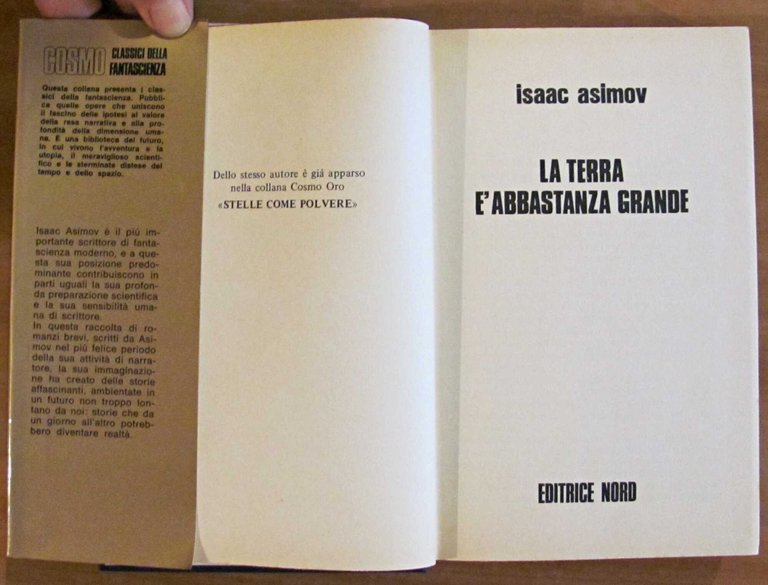 COSMO CLASSICI DELLA
FANTASCIENZA
Questa collana presenta i clas-
sici della fantascienza. Pubbli-
ca quelle opere che uniscono
il fascino delle ipotesi al valore
della resa narrativa e alla pro-
fondità della dimensione uma-
na. È una biblioteca del futuro,
in cui vivono l'avventura e la
utopia, il meraviglioso scienti-
fico e le sterminate distese del
tempo e dello spazio.
Isaac Asimov è il più im-
portante scrittore di fanta-
scienza moderno, e a que-
sta sua posizione predo-
minante contribuiscono in
parti uguali la sua profon-
da preparazione scientifica
e la sua sensibilità uma-
na di scrittore.
In questa raccolta di ro-
manzi brevi, scritti da Asi-
mov nel più felice periodo
della sua attività di narra-
tore, la sua immaginazio-
ne ha creato delle storie
affascinanti, ambientate in
un futuro non troppo lon-
tano da noi: storie che da
un giorno all'altro potreb-
bero diventare realtà.
Dello stesso autore è già apparso
nella collana Cosmo Oro
«STELLE COME POLVERE»
isaac asimov
LA TERRA
E'ABBASTANZA GRANDE
EDITRICE NORD